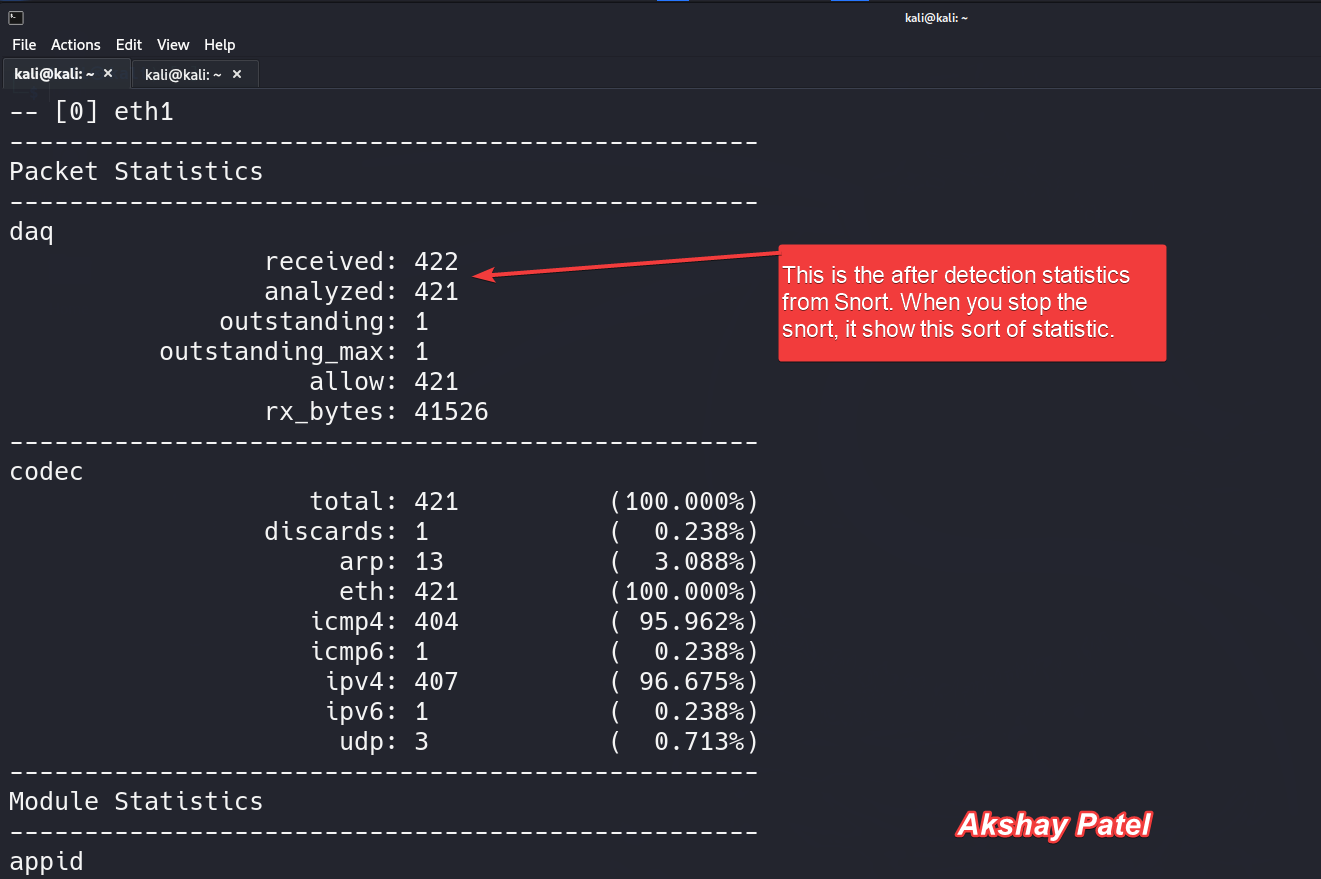 kali@kali: ~
File Actions Edit View Help
kali@kali: ~ × kali@kali: ~ ×
-- [0] eth1
--------------------------------------------------
Packet Statistics
--------------------------------------------------
daq
received: 422
analyzed: 421
outstanding: 1
outstanding_max: 1
allow: 421
rx_bytes: 41526
This is the after detection statistics
from Snort. When you stop the
snort, it show this sort of statistic.
--------------------------------------------------
codec
total: 421 (100.000%)
discards: 1 ( 0.238%)
arp: 13 ( 3.088%)
eth: 421 (100.000%)
icmp4: 404 ( 95.962%)
icmp6: 1 ( 0.238%)
ipv4: 407 ( 96.675%)
ipv6: 1 ( 0.238%)
udp: 3 ( 0.713%)
--------------------------------------------------
Module Statistics
--------------------------------------------------
appid
Akshay Patel